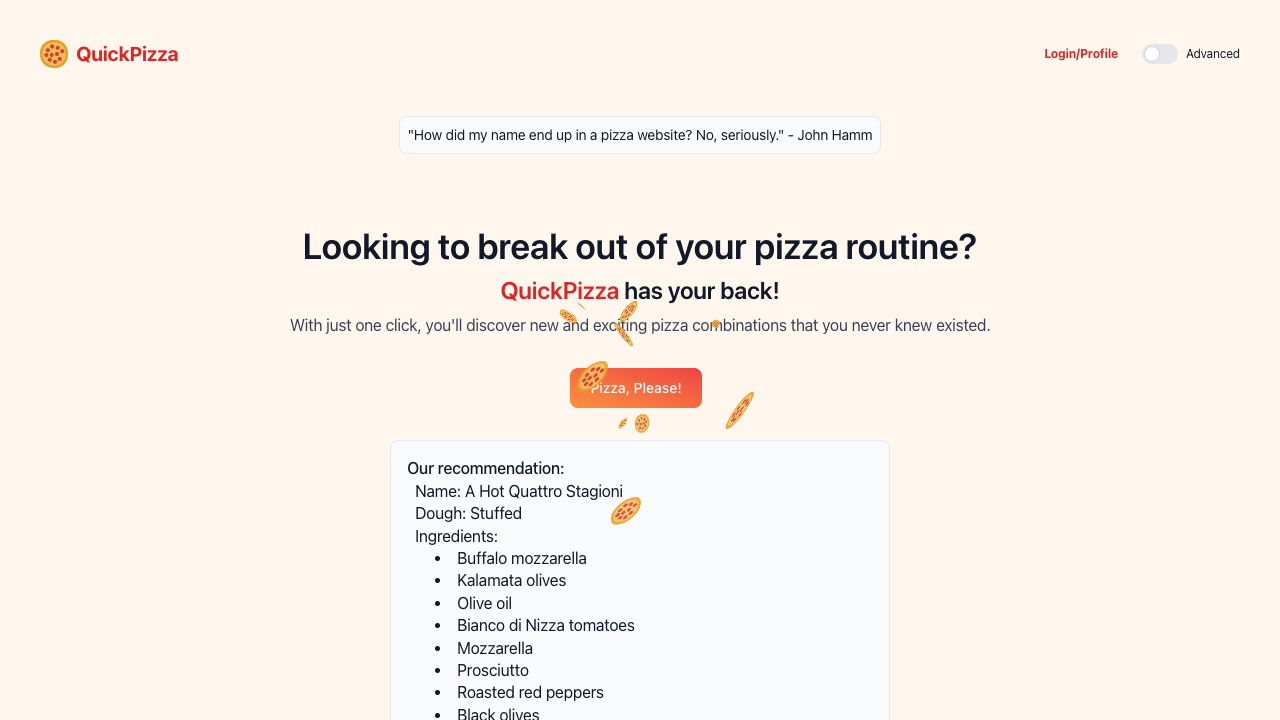 QuickPizza
Login/Profile
Advanced
"How did my name end up in a pizza website? No, seriously." - John Hamm
Looking to break out of your pizza routine?
QuickPizza has your back!
With just one click, you'll discover new and exciting pizza combinations that you never knew existed.
Pizza, Please!
Our recommendation:
Name: A Hot Quattro Stagioni
Dough: Stuffed
Ingredients:
• Buffalo mozzarella
• Kalamata olives
• Olive oil
• Bianco di Nizza tomatoes
• Mozzarella
• Prosciutto
• Roasted red peppers
• Black olives